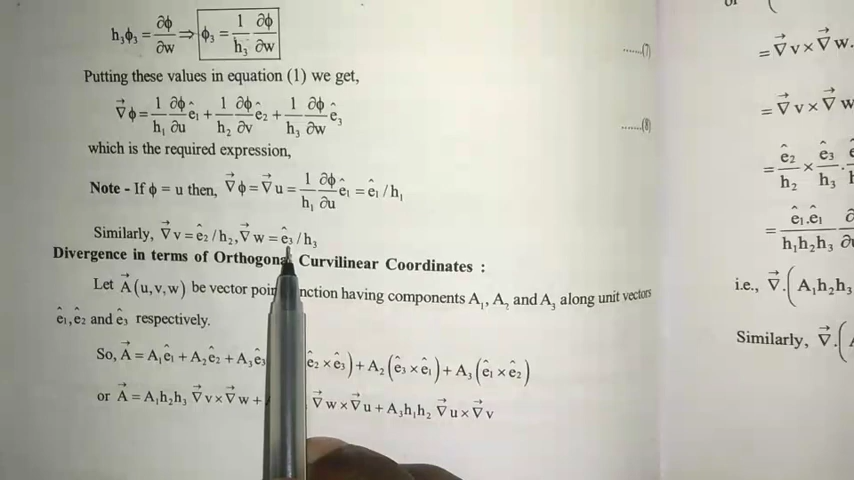 h₃ϕ₃ = ∂ϕ/∂w ⇒ ϕ₃ = 1/h₃ ∂ϕ/∂w .......(7)
Putting these values in equation (1) we get,
∇⃗ϕ = 1/h₁ ∂ϕ/∂u ê₁ + 1/h₂ ∂ϕ/∂v ê₂ + 1/h₃ ∂ϕ/∂w ê₃ .......(8)
which is the required expression,
Note - If ϕ = u then, ∇⃗ϕ = ∇⃗u = 1/h₁ ∂ϕ/∂u ê₁ = ê₁/h₁
Similarly, ∇⃗v = ê₂/h₂, ∇⃗w = ê₃/h₃
Divergence in terms of Orthogonal Curvilinear Coordinates :
Let A⃗(u, v, w) be vector point function having components A₁, A₂ and A₃ along unit vectors
ê₁, ê₂ and ê₃ respectively.
So, A⃗ = A₁ê₁ + A₂ê₂ + A₃ê₃ ê₂ × ê₃) + A₂(ê₃ × ê₁) + A₃(ê₁ × ê₂)
or A⃗ = A₁h₂h₃ ∇⃗v × ∇⃗w + ∇⃗w × ∇⃗u + A₃h₁h₂ ∇⃗u × ∇⃗v
= ∇⃗v × ∇⃗w.
= ∇⃗v × ∇⃗w
= ê₂/h₂ × ê₃/h₃ .
= ê₁.ê₁/h₁h₂h₃
i.e., ∇⃗.(A₁h₂h₃
Similarly, ∇⃗.(